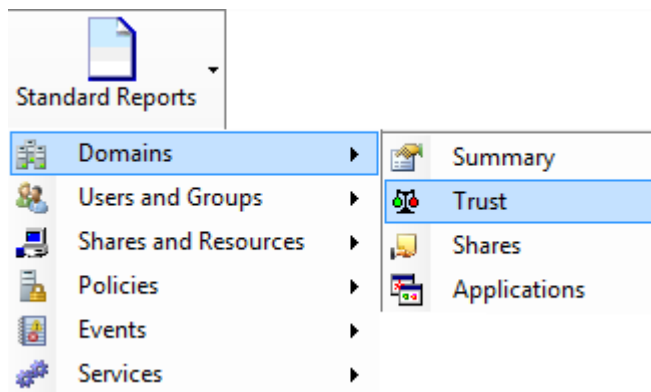 Standard Reports
Domains
Users and Groups
Shares and Resources
Policies
Events
Services
Summary
Trust
Shares
Applications